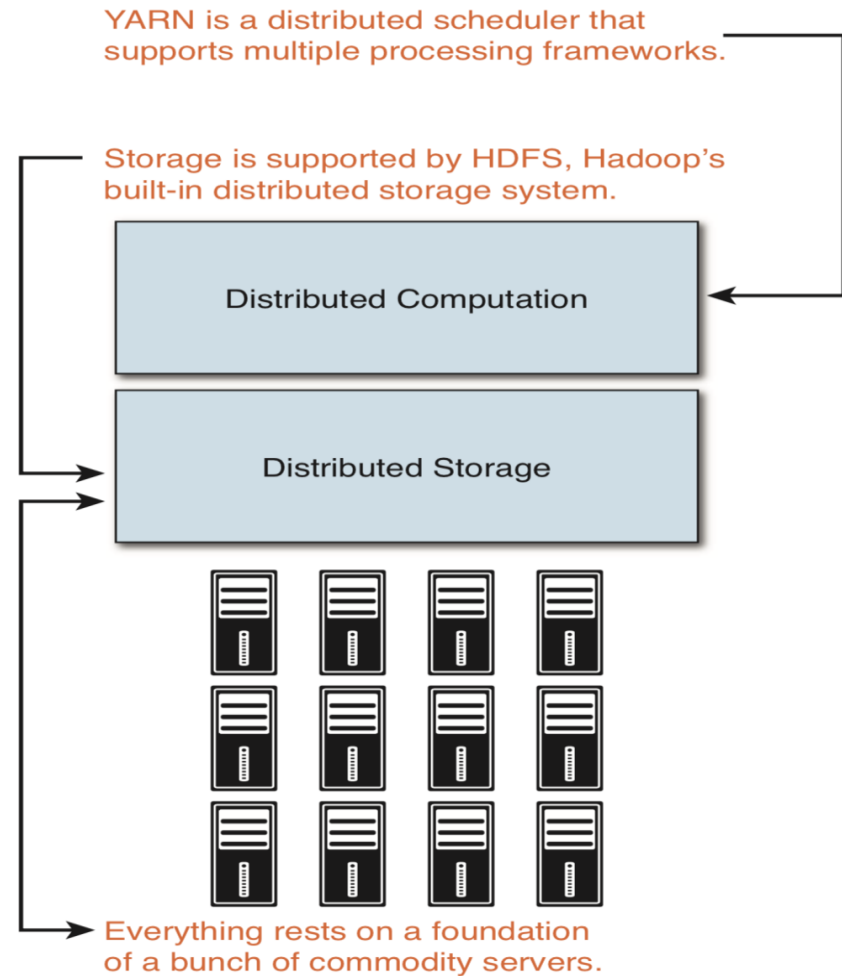 YARN is a distributed scheduler that
supports multiple processing frameworks.
Storage is supported by HDFS, Hadoop's
built-in distributed storage system.
Distributed Computation
Distributed Storage
Everything rests on a foundation
of a bunch of commodity servers.